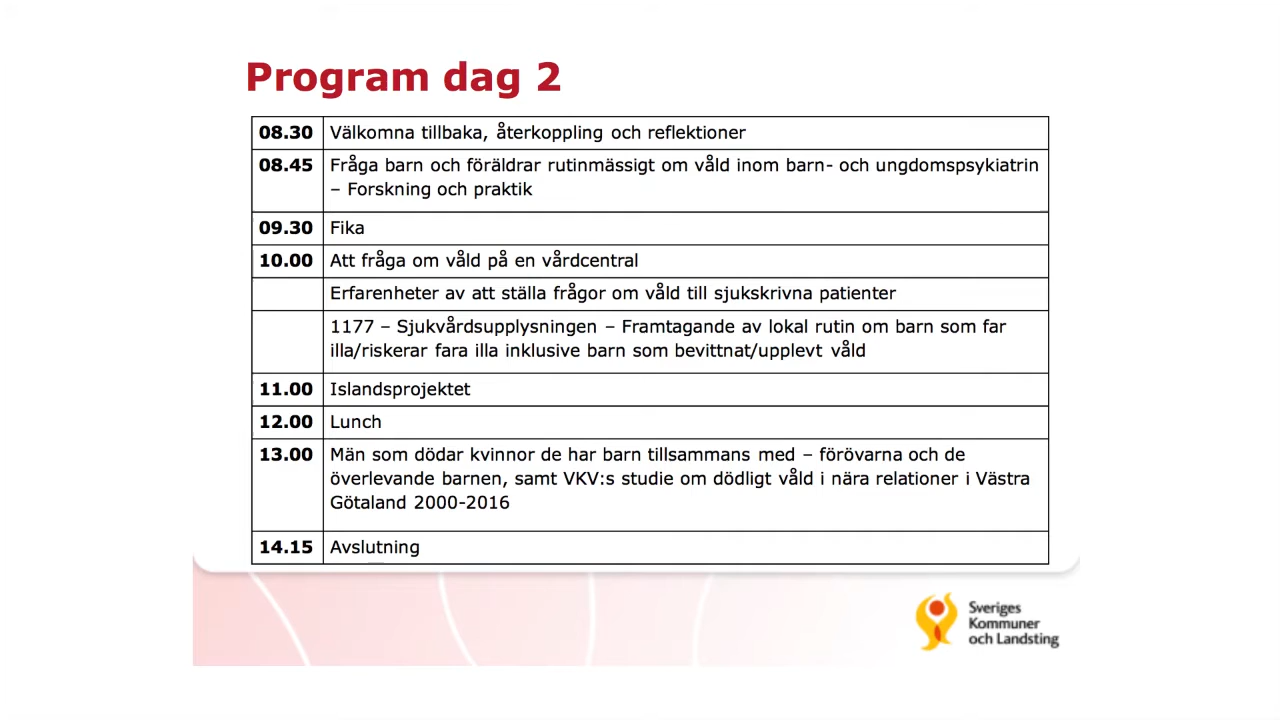 Program dag 2
08.30 Välkomna tillbaka, återkoppling och reflektioner
08.45 Fråga barn och föräldrar rutinmässigt om våld inom barn- och ungdomspsykiatrin
– Forskning och praktik
09.30 Fika
10.00 Att fråga om våld på en vårdcentral
Erfarenheter av att ställa frågor om våld till sjukskrivna patienter
1177 – Sjukvårdsupplysningen – Framtagande av lokal rutin om barn som far
illa/riskerar fara illa inklusive barn som bevittnat/upplevt våld
11.00 Islandsprojektet
12.00 Lunch
13.00 Män som dödar kvinnor de har barn tillsammans med – förövarna och de
överlevande barnen, samt VKV:s studie om dödligt våld i nära relationer i Västra
Götaland 2000-2016
14.15 Avslutning
Sveriges
Kommuner
och Landsting